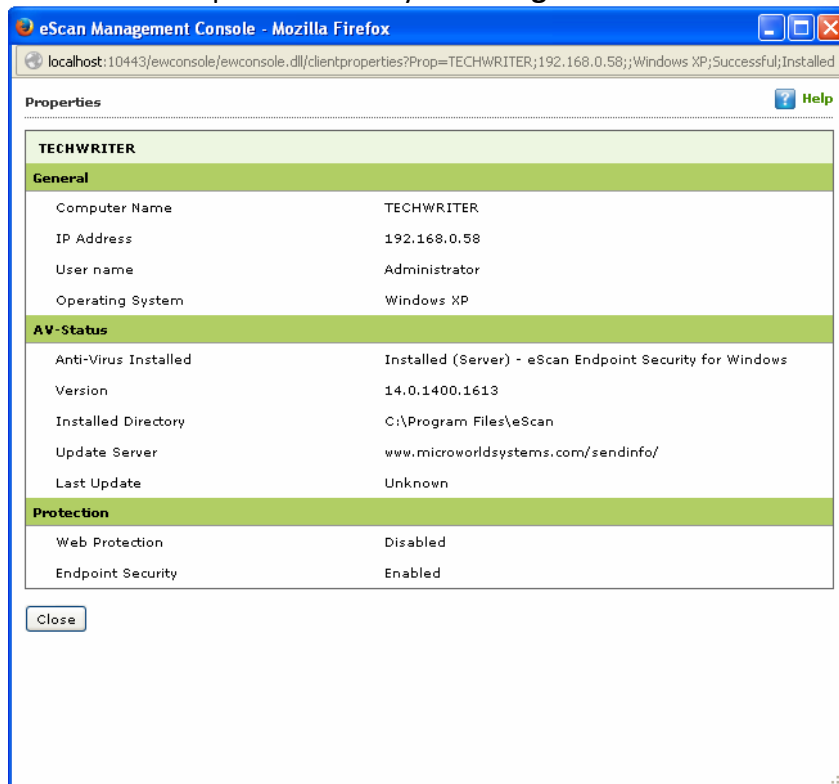 eScan Management Console - Mozilla Firefox
localhost:10443/ewconsole/ewconsole.dll/clientproperties?Prop=TECHWRITER;192.168.0.58;;Windows XP;Successful;Installed
Properties
? Help
TECHWRITER
General
Computer Name TECHWRITER
IP Address 192.168.0.58
User name Administrator
Operating System Windows XP
AV-Status
Anti-Virus Installed Installed (Server) - eScan Endpoint Security for Windows
Version 14.0.1400.1613
Installed Directory C:\Program Files\eScan
Update Server www.microworldsystems.com/sendinfo/
Last Update Unknown
Protection
Web Protection Disabled
Endpoint Security Enabled
Close